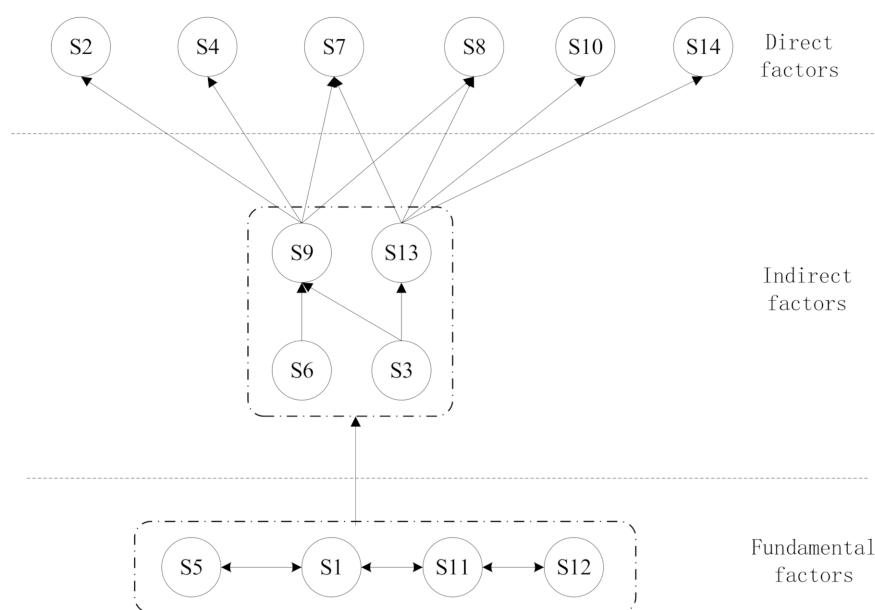 S2 S4 S7 S8 S10 S14
Direct
factors
S9 S13
Indirect
factors
S6 S3
Fundamental
factors
S5 S1 S11 S12